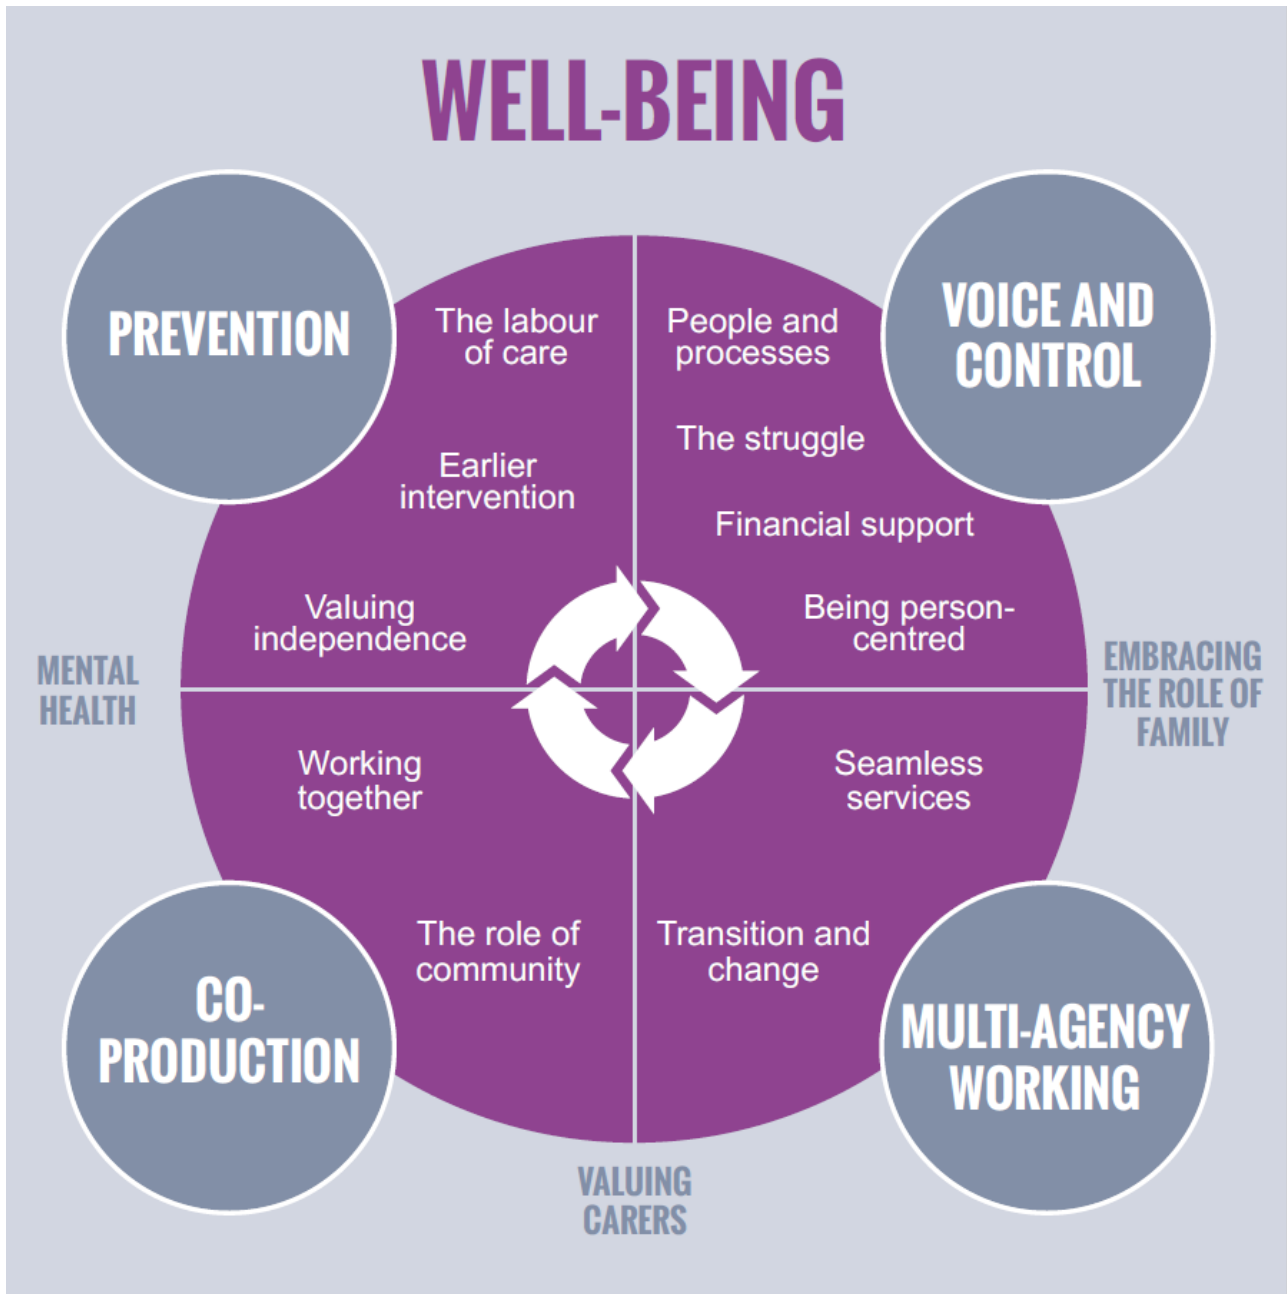 WELL-BEING
PREVENTION
The labour
of care
Earlier
intervention
Valuing
independence
People and
processes
The struggle
Financial support
Being person-
centred
VOICE AND
CONTROL
MENTAL
HEALTH
EMBRACING
THE ROLE OF
FAMILY
Working
together
The role of
community
CO-
PRODUCTION
Seamless
services
Transition and
change
MULTI-AGENCY
WORKING
VALUING
CARERS